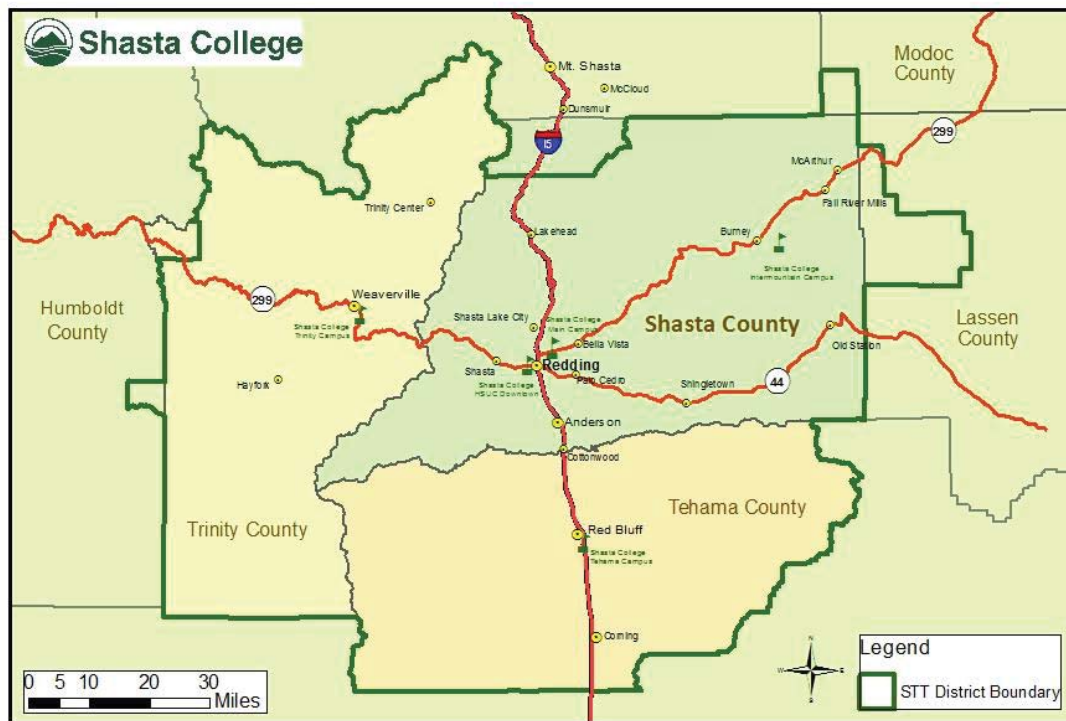 Shasta College
Modoc
County
Mt. Shasta
McCloud
Dunsmuir
15
299
McArthur
Fall River Mills
Trinity Center
Lakehead
Burney
Shasta College
Intermountain Campus
Humboldt
County
299
Weaverville
Shasta College
Trinity Campus
Shasta Lake City
Shasta College
Main Campus
Shasta County
Lassen
County
Bella Vista
Old Station
Shasta
Redding
Palo Cedro
Shasta College
HSUC Downtown
Hayfork
Shingletown
44
Anderson
Cottonwood
Trinity County
Tehama County
Red Bluff
Shasta College
Tehama Campus
Corning
N
W
E
S
Legend
STT District Boundary
0 5 10 20 30
Miles